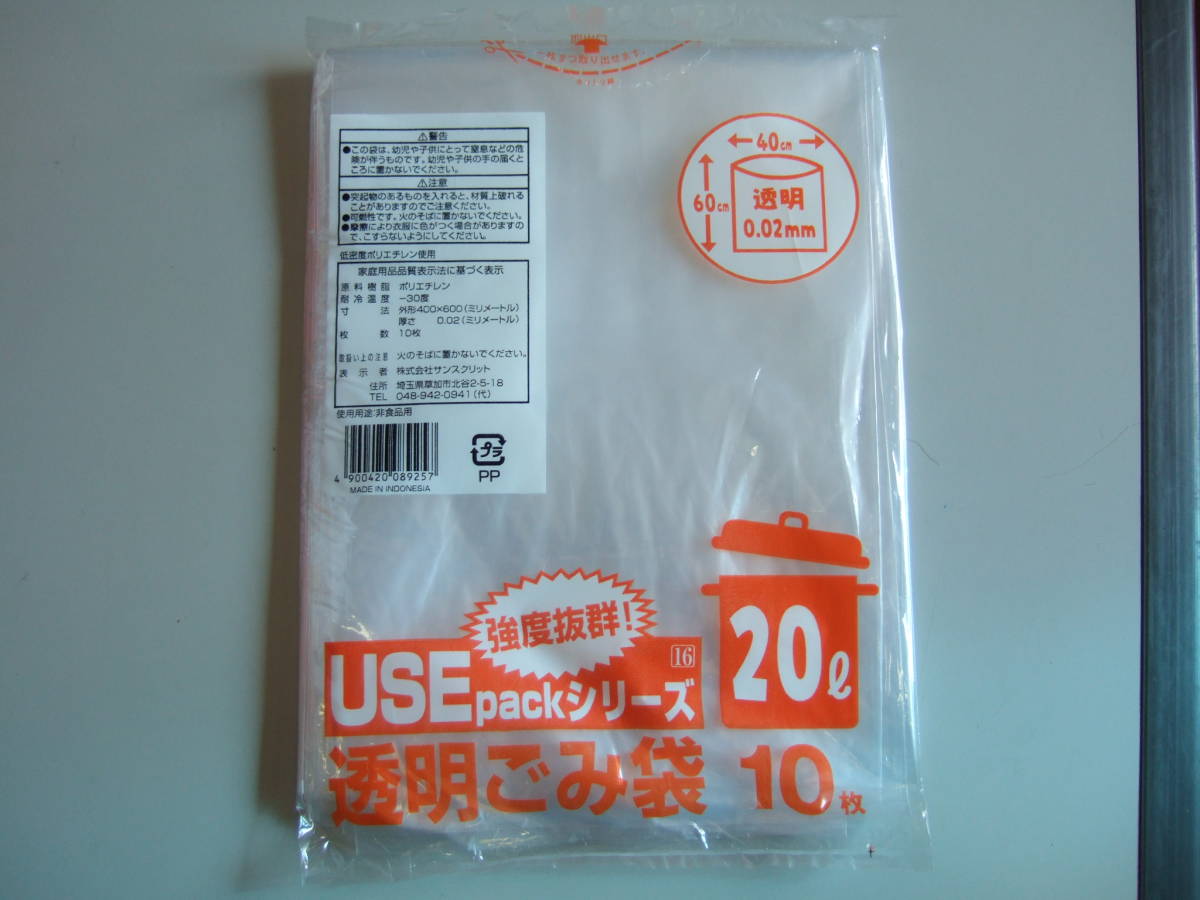 取出口
一枚ずつ取り出せます。
⚠警告
●この袋は、幼児や子供にとって窒息などの危
険が伴うものです。幼児や子供の手の届くと
ころに置かないでください。
⚠注意
●突起物のあるものを入れると、材質上破れる
ことがありますのでご注意ください。
●可燃性です。火のそばに置かないでください。
●摩擦により衣服に色がつく場合がありますの
で、こすらないようにしてください。
低密度ポリエチレン使用
家庭用品品質表示法に基づく表示
原料樹脂 ポリエチレン
耐冷温度 −30度
寸法 外形400×600(ミリメートル)
厚さ 0.02(ミリメートル)
枚数 10枚
取扱い上の注意 火のそばに置かないでください。
表示者 株式会社サンスクリット
住所 埼玉県草加市北谷2-5-18
TEL 048-942-0941(代)
使用用途:非食品用
4 900420 089257
MADE IN INDONESIA
プラ
PP
40cm
60cm
透明
0.02mm
強度抜群!
16
USE packシリーズ
20ℓ
透明ごみ袋 10枚